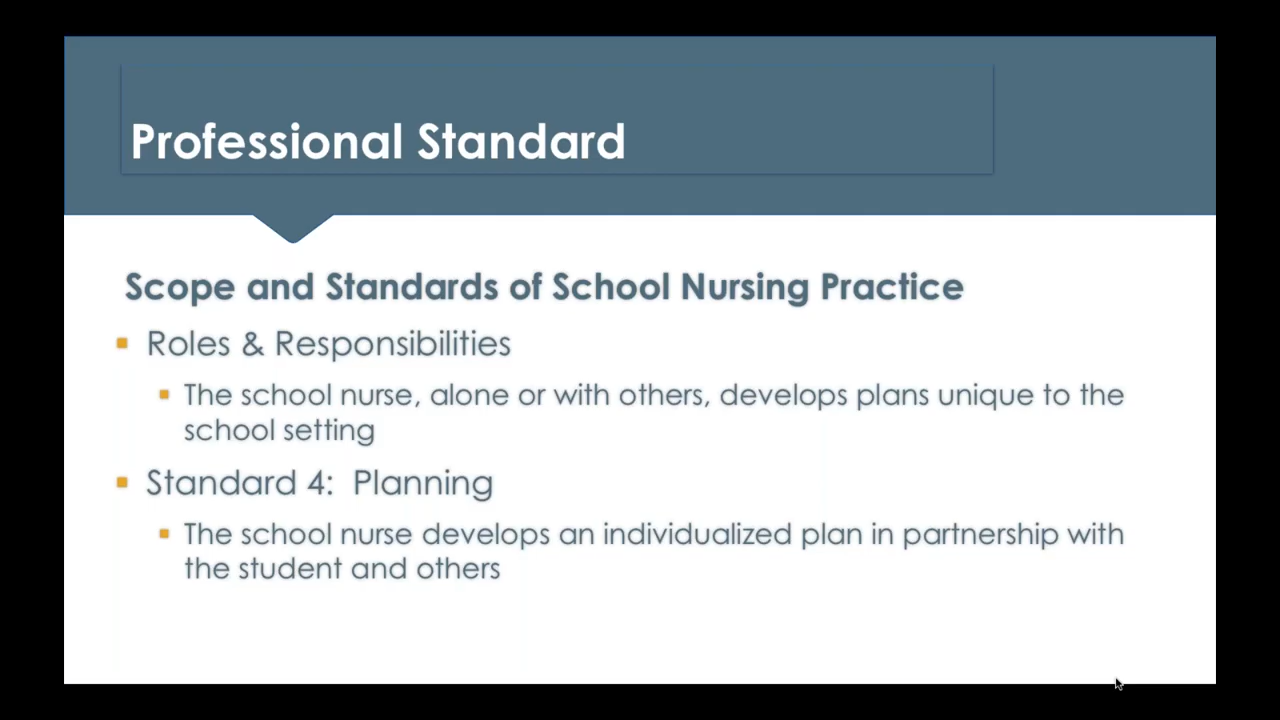 Professional Standard
Scope and Standards of School Nursing Practice
Roles & Responsibilities
The school nurse, alone or with others, develops plans unique to the
school setting
Standard 4:  Planning
The school nurse develops an individualized plan in partnership with
the student and others